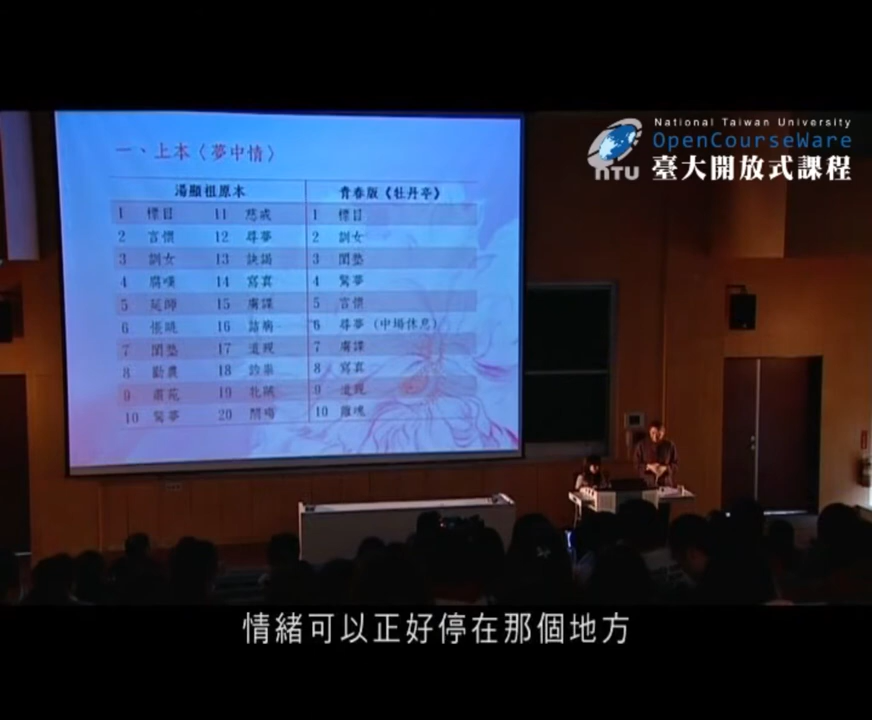 National Taiwan University
OpenCourseWare
NTU 臺大開放式課程
一、上本〈夢中情〉
湯顯祖原本 青春版《牡丹亭》
1 標目 11 慈戒 1 標目
2 言懷 12 尋夢 2 訓女
3 訓女 13 訣謁 3 閨塾
4 腐嘆 14 寫真 4 驚夢
5 延師 15 虜諜 5 言懷
6 悵眺 16 詰病 6 尋夢(中場休息)
7 閨塾 17 道覡 7 虜諜
8 勸農 18 診祟 8 寫真
9 肅苑 19 牝賊 9 道覡
10 驚夢 20 鬧殤 10 離魂
情緒可以正好停在那個地方